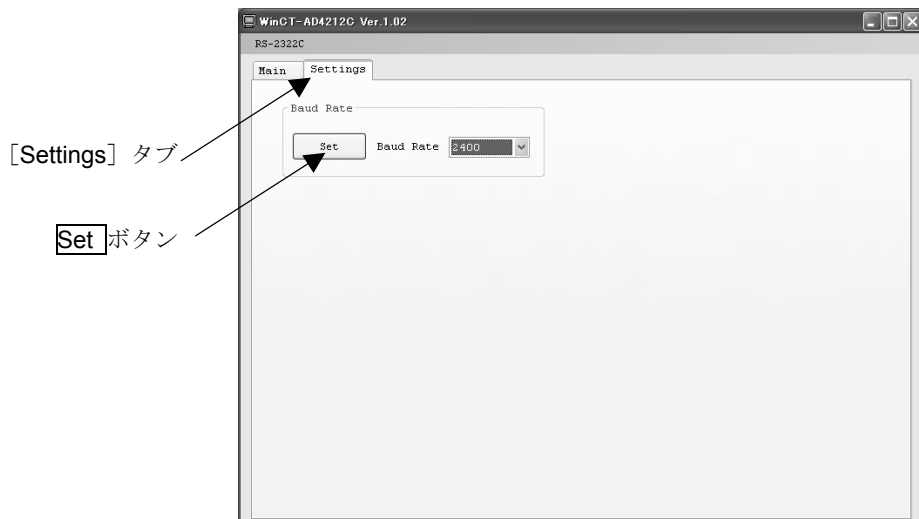 WinCT-AD4212C Ver.1.02
RS-2322C
Main Settings
Baud Rate
Set Baud Rate 2400
［Settings］タブ
Set ボタン